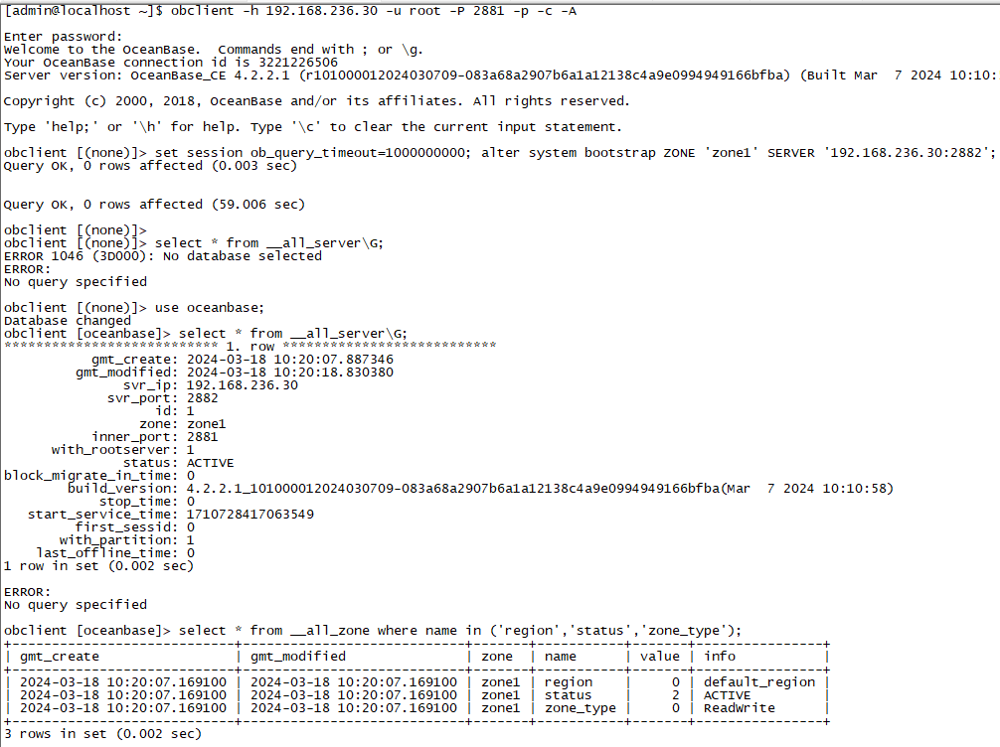 [admin@localhost ~]$ obclient -h 192.168.236.30 -u root -P 2881 -p -c -A
Enter password:
Welcome to the OceanBase.  Commands end with ; or \g.
Your OceanBase connection id is 3221226506
Server version: OceanBase_CE 4.2.2.1 (r101000012024030709-083a68a2907b6a1a12138c4a9e0994949166bfba) (Built Mar  7 2024 10:10:
Copyright (c) 2000, 2018, OceanBase and/or its affiliates. All rights reserved.
Type 'help;' or '\h' for help. Type '\c' to clear the current input statement.
obclient [(none)]> set session ob_query_timeout=1000000000; alter system bootstrap ZONE 'zone1' SERVER '192.168.236.30:2882';
Query OK, 0 rows affected (0.003 sec)
Query OK, 0 rows affected (59.006 sec)
obclient [(none)]>
obclient [(none)]> select * from __all_server\G;
ERROR 1046 (3D000): No database selected
ERROR:
No query specified
obclient [(none)]> use oceanbase;
Database changed
obclient [oceanbase]> select * from __all_server\G;
*************************** 1. row ***************************
gmt_create: 2024-03-18 10:20:07.887346
gmt_modified: 2024-03-18 10:20:18.830380
svr_ip: 192.168.236.30
svr_port: 2882
id: 1
zone: zone1
inner_port: 2881
with_rootserver: 1
status: ACTIVE
block_migrate_in_time: 0
build_version: 4.2.2.1_101000012024030709-083a68a2907b6a1a12138c4a9e0994949166bfba(Mar  7 2024 10:10:58)
stop_time: 0
start_service_time: 1710728417063549
first_sessid: 0
with_partition: 1
last_offline_time: 0
1 row in set (0.002 sec)
ERROR:
No query specified
obclient [oceanbase]> select * from __all_zone where name in ('region','status','zone_type');
+----------------------------+----------------------------+-------+-----------+-------+----------------+
| gmt_create                 | gmt_modified               | zone  | name      | value | info           |
+----------------------------+----------------------------+-------+-----------+-------+----------------+
| 2024-03-18 10:20:07.169100 | 2024-03-18 10:20:07.169100 | zone1 | region    |     0 | default_region |
| 2024-03-18 10:20:07.169100 | 2024-03-18 10:20:07.169100 | zone1 | status    |     2 | ACTIVE         |
| 2024-03-18 10:20:07.169100 | 2024-03-18 10:20:07.169100 | zone1 | zone_type |     0 | ReadWrite      |
+----------------------------+----------------------------+-------+-----------+-------+----------------+
3 rows in set (0.002 sec)